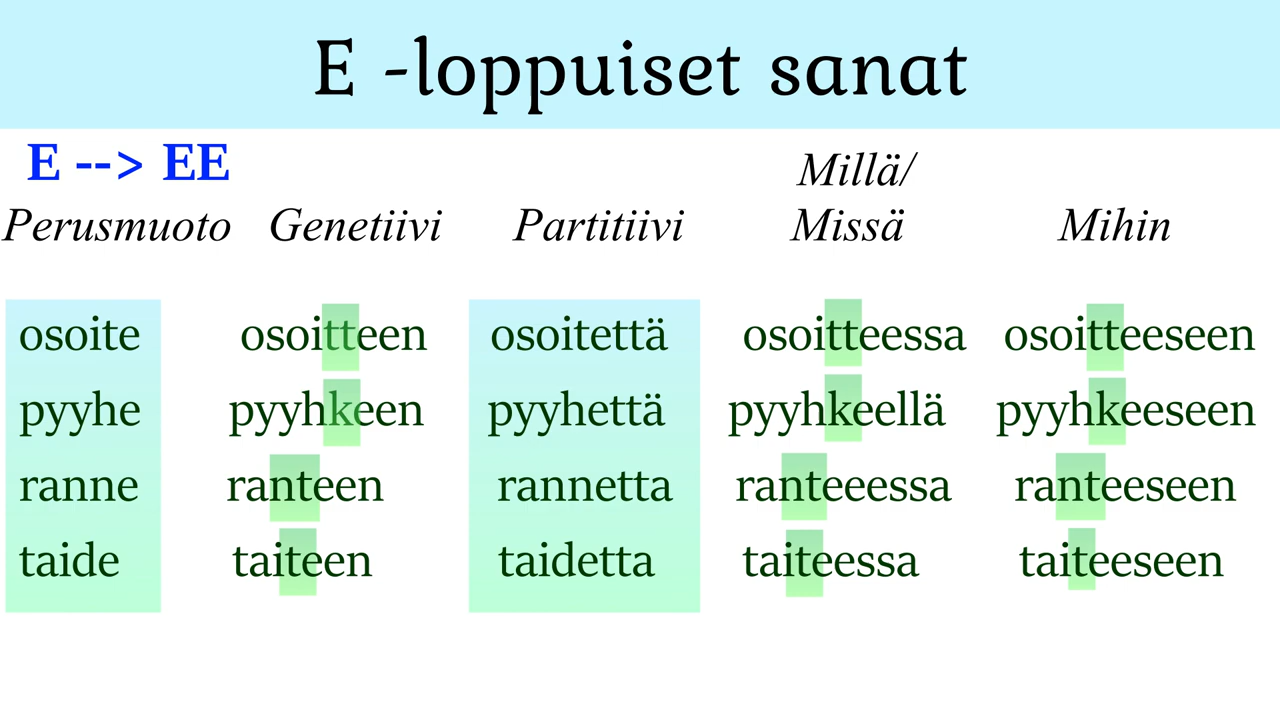 E -loppuiset sanat
E --> EE
Millä/
Perusmuoto Genetiivi Partitiivi Missä Mihin
osoite osoitteen osoitettä osoitteessa osoitteeseen
pyyhe pyyhkeen pyyhettä pyyhkeellä pyyhkeeseen
ranne ranteen rannetta ranteeessa ranteeseen
taide taiteen taidetta taiteessa taiteeseen